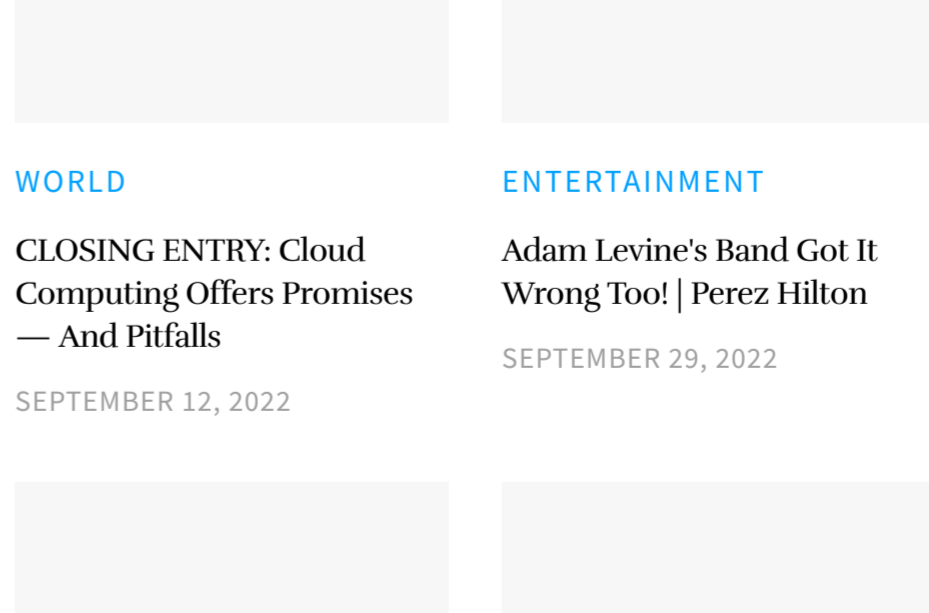 WORLD
CLOSING ENTRY: Cloud
Computing Offers Promises
— And Pitfalls
SEPTEMBER 12, 2022
ENTERTAINMENT
Adam Levine's Band Got It
Wrong Too! | Perez Hilton
SEPTEMBER 29, 2022